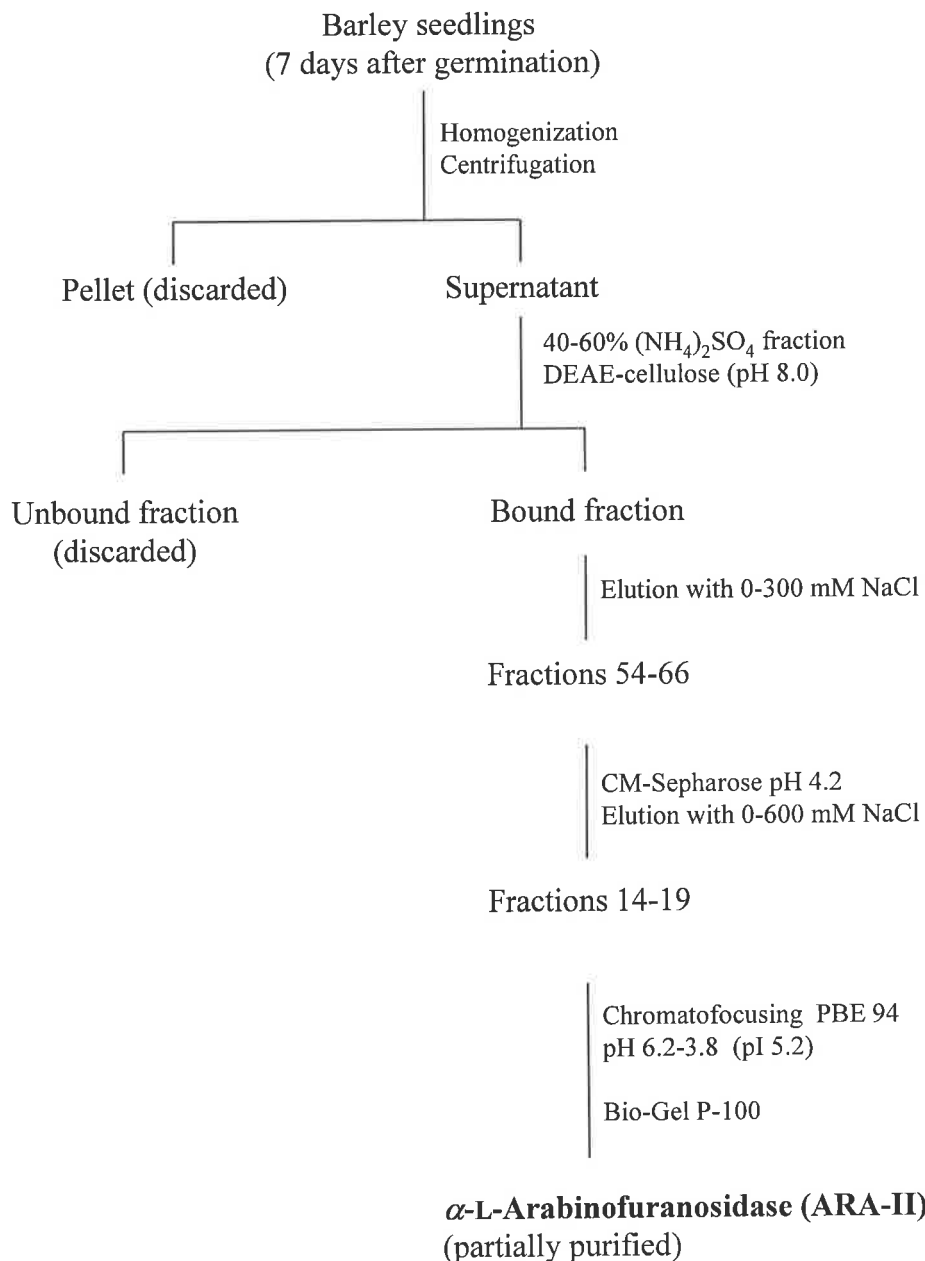 Barley seedlings
(7 days after germination)
Homogenization
Centrifugation
Pellet (discarded)
Supernatant
40-60% (NH₄)₂SO₄ fraction
DEAE-cellulose (pH 8.0)
Unbound fraction
(discarded)
Bound fraction
Elution with 0-300 mM NaCl
Fractions 54-66
CM-Sepharose pH 4.2
Elution with 0-600 mM NaCl
Fractions 14-19
Chromatofocusing PBE 94
pH 6.2-3.8 (pI 5.2)
Bio-Gel P-100
α-L-Arabinofuranosidase (ARA-II)
(partially purified)